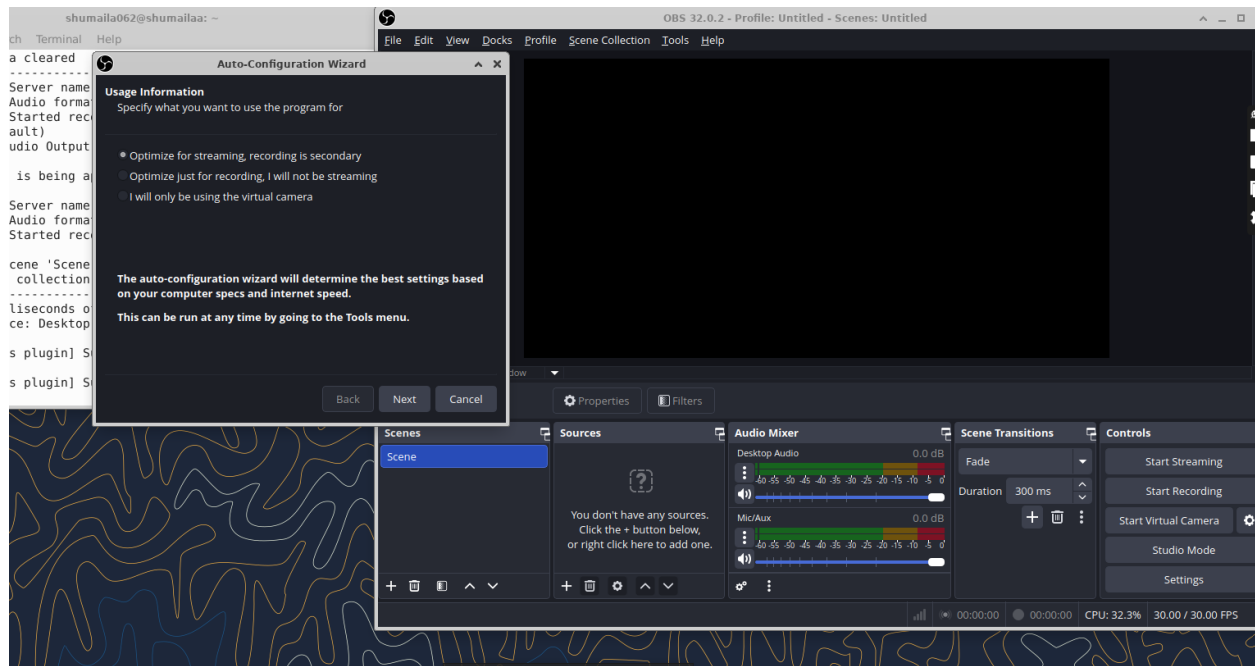 shumaila062@shumailaa: ~
ch Terminal Help
a cleared
---------
Server name
Audio forma
Started rec
ault)
udio Output
is being a
Server name
Audio forma
Started rec
cene 'Scene
collection
---------
liseconds o
ce: Desktop
s plugin] S
s plugin] S
Auto-Configuration Wizard
Usage Information
Specify what you want to use the program for
Optimize for streaming, recording is secondary
Optimize just for recording, I will not be streaming
I will only be using the virtual camera
The auto-configuration wizard will determine the best settings based
on your computer specs and internet speed.
This can be run at any time by going to the Tools menu.
Back Next Cancel
OBS 32.0.2 - Profile: Untitled - Scenes: Untitled
File Edit View Docks Profile Scene Collection Tools Help
dow
Properties Filters
Scenes
Scene
Sources
You don't have any sources.
Click the + button below,
or right click here to add one.
Audio Mixer
Desktop Audio 0.0 dB
-60 -55 -50 -45 -40 -35 -30 -25 -20 -15 -10 -5 0
Mic/Aux 0.0 dB
-60 -55 -50 -45 -40 -35 -30 -25 -20 -15 -10 -5 0
Scene Transitions
Fade
Duration 300 ms
Controls
Start Streaming
Start Recording
Start Virtual Camera
Studio Mode
Settings
00:00:00 00:00:00 CPU: 32.3% 30.00 / 30.00 FPS